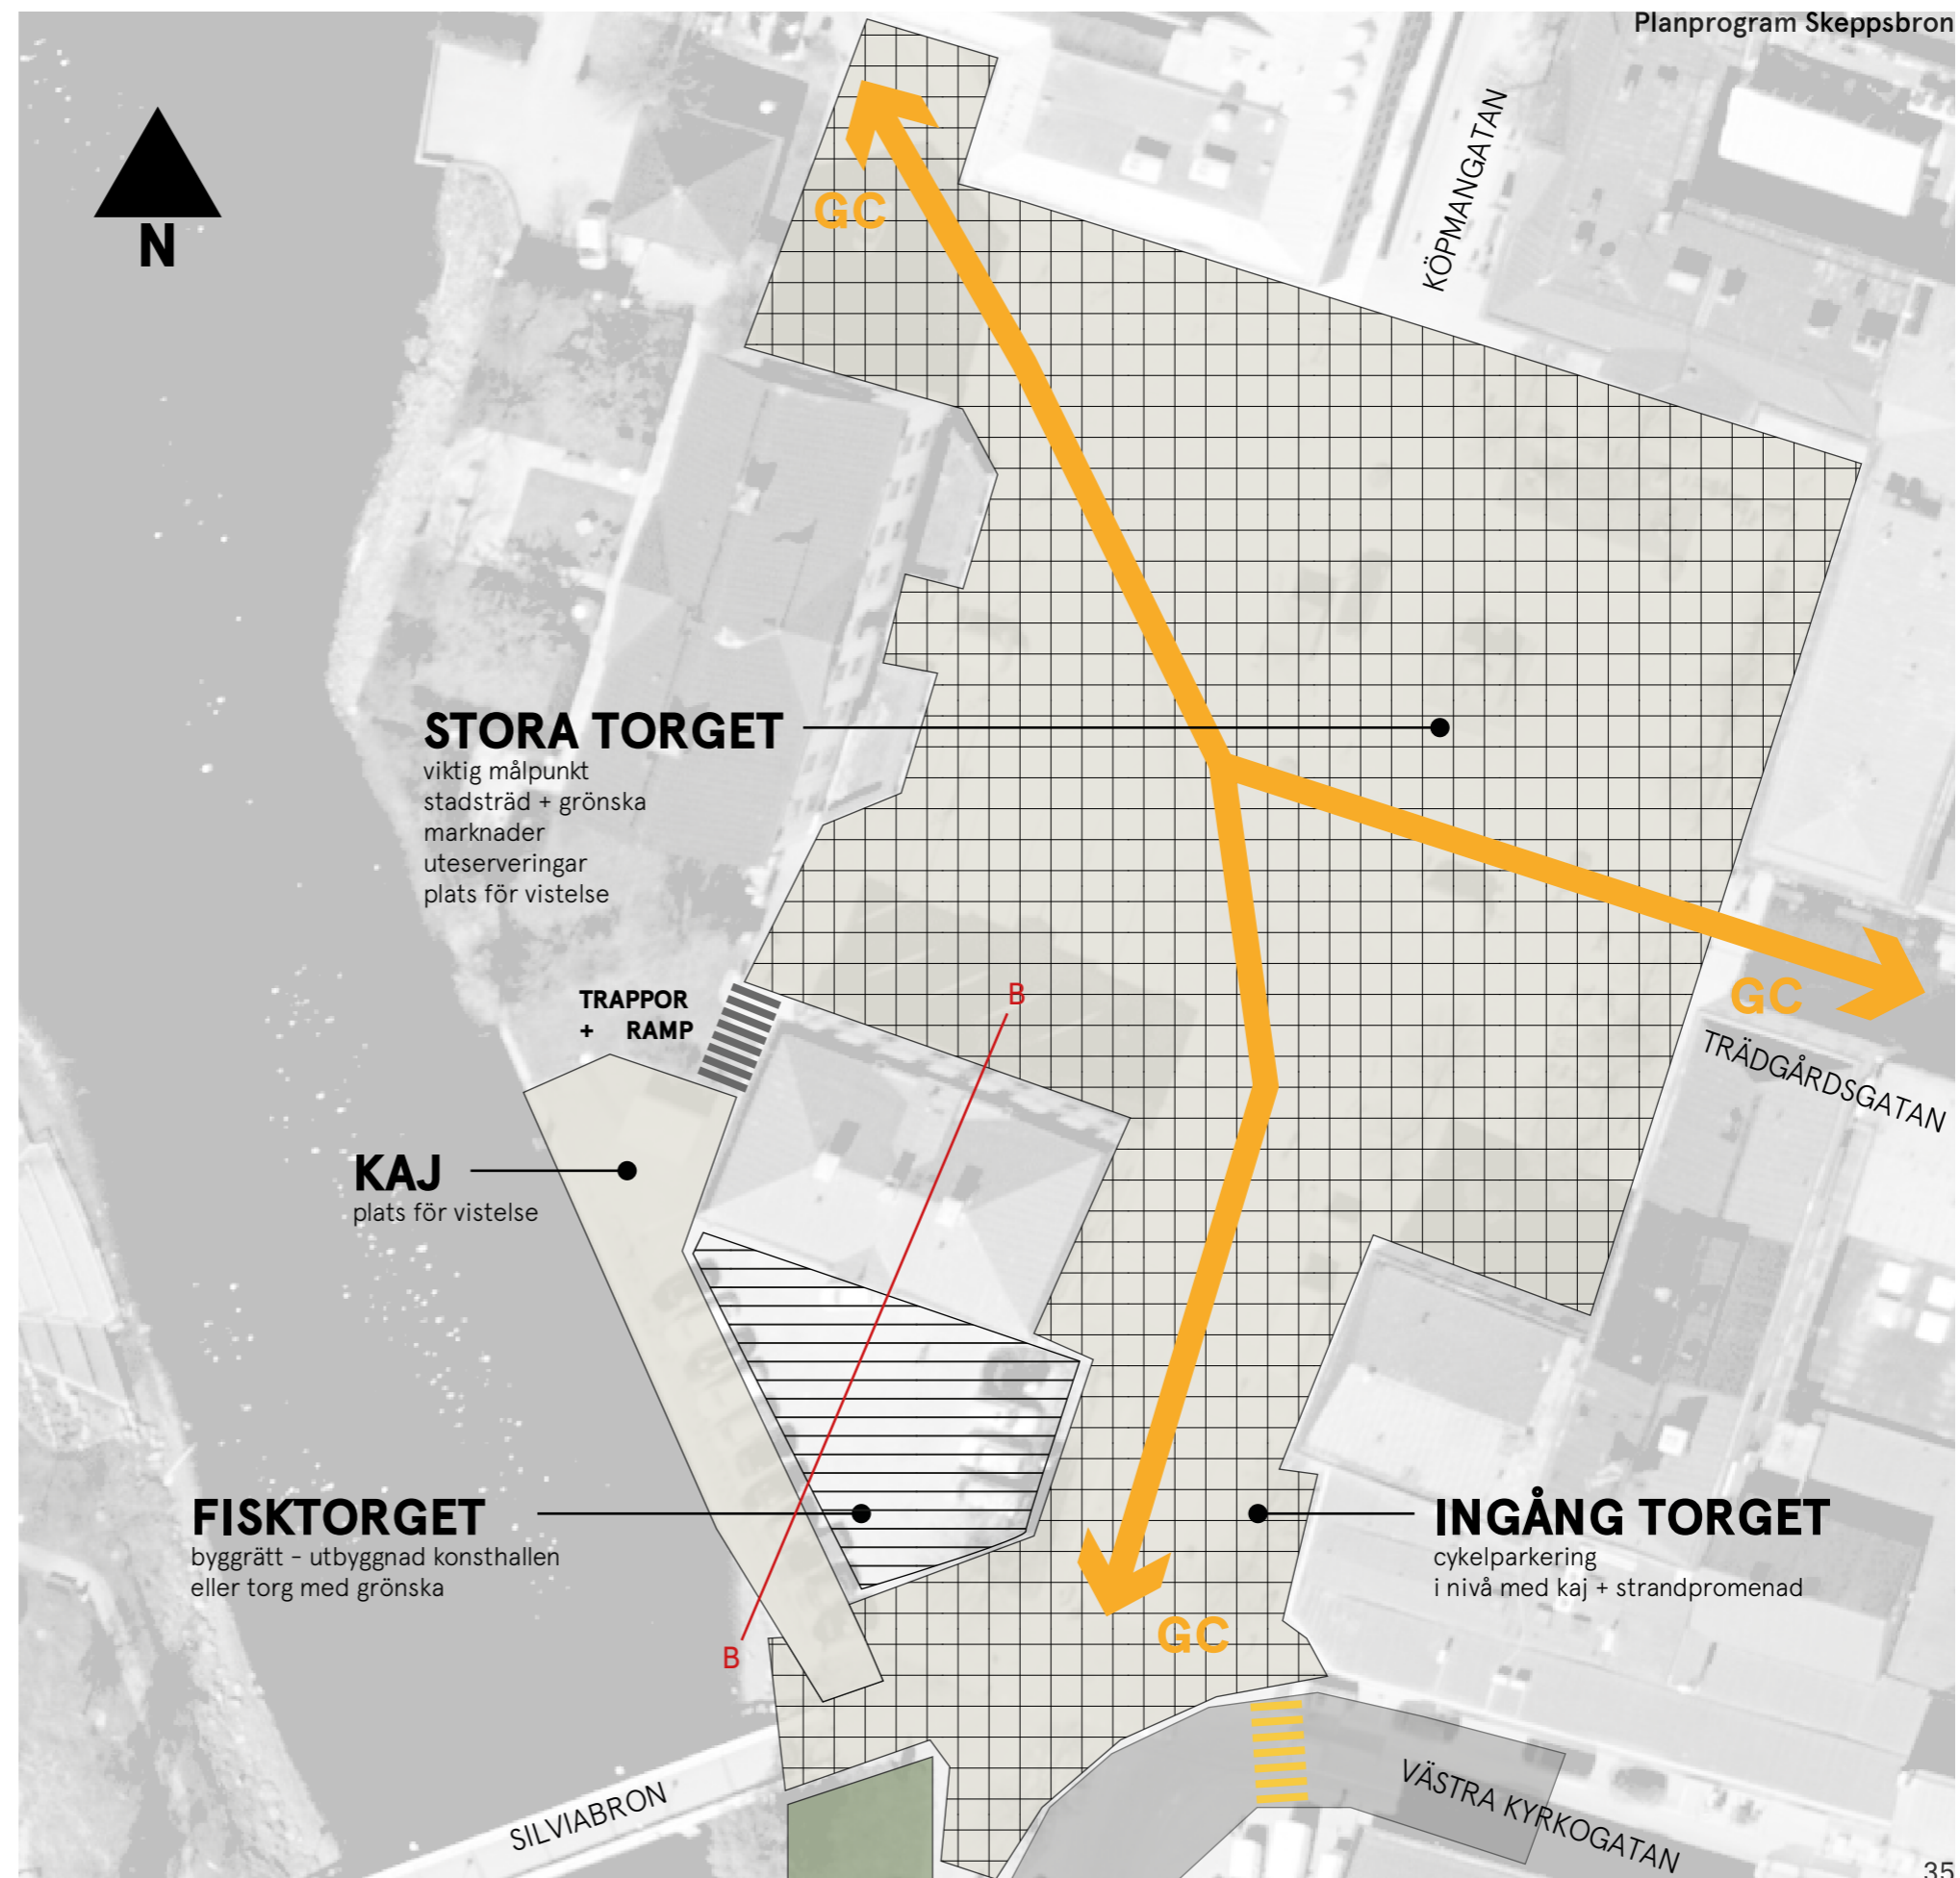 Planprogram Skeppsbron
N
GC
KÖPMANGATAN
STORA TORGET
viktig målpunkt
stadsträd + grönska
marknader
uteserveringar
plats för vistelse
TRAPPOR
+ RAMP
B
GC
TRÄDGÅRDSGATAN
KAJ
plats för vistelse
FISKTORGET
byggrätt - utbyggnad konsthallen
eller torg med grönska
INGÅNG TORGET
cykelparkering
i nivå med kaj + strandpromenad
GC
B
SILVIABRON
VÄSTRA KYRKOGATAN
35